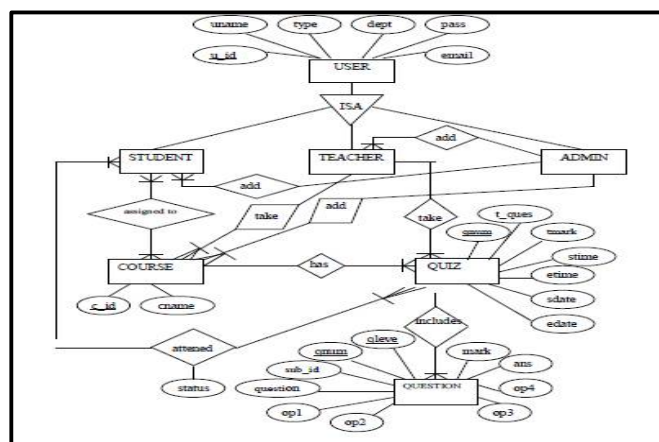 uname type dept pass
u_id USER email
ISA
STUDENT TEACHER add ADMIN
add
assigned to take add take t_ques
qnum tmark
stime
COURSE has QUIZ etime
c_id cname sdate
edate
includes
attened qleve
qnum mark
sub_id ans
status question QUESTION op4
op1 op2 op3